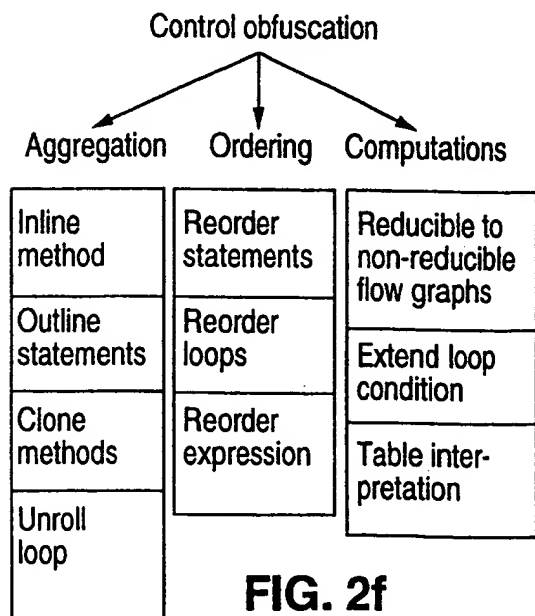 Control obfuscation
Aggregation Ordering Computations
Inline
method
Outline
statements
Clone
methods
Unroll
loop
Reorder
statements
Reorder
loops
Reorder
expression
Reducible to
non-reducible
flow graphs
Extend loop
condition
Table inter-
pretation
FIG. 2f